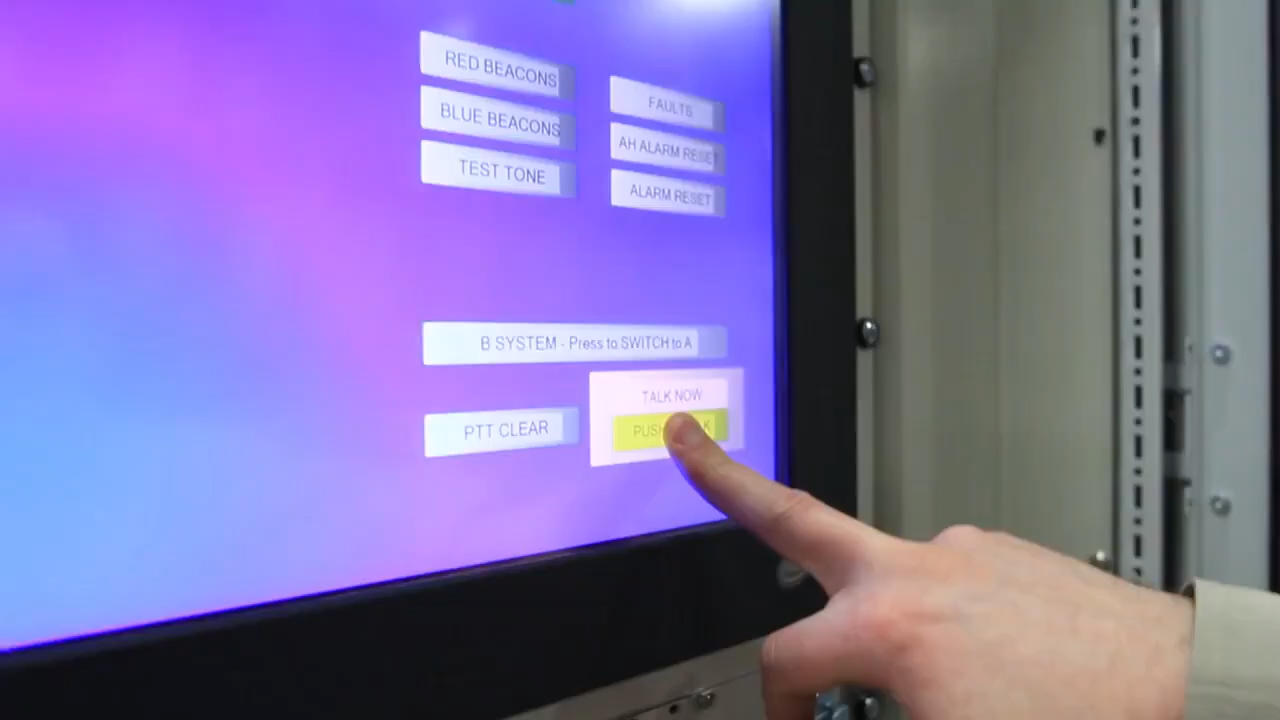 RED BEACONS
BLUE BEACONS
TEST TONE
FAULTS
AH ALARM RESET
ALARM RESET
B SYSTEM - Press to SWITCH to A
PTT CLEAR
TALK NOW
PUSH